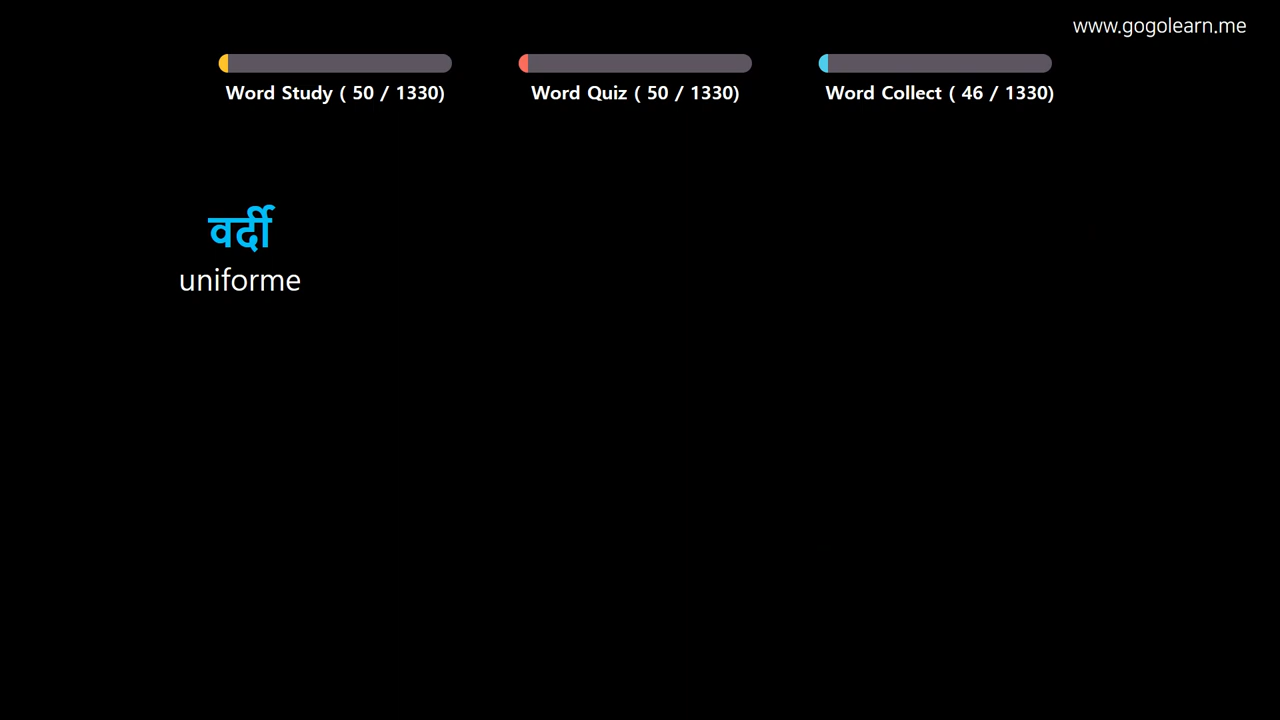 www.gogolearn.me
Word Study ( 50 / 1330)
Word Quiz ( 50 / 1330)
Word Collect ( 46 / 1330)
वर्दी
uniforme